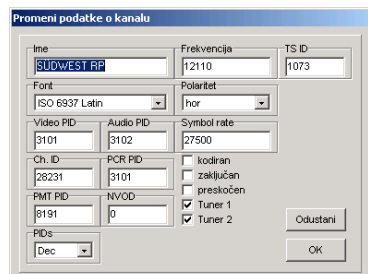 Promeni podatke o kanalu
Ime Frekvencija TS ID
SÜDWEST RP 12110 1073
Font Polaritet
ISO 6937 Latin hor
Video PID Audio PID Symbol rate
3101 3102 27500
Ch. ID PCR PID kodiran
28231 3101 zaključan
preskočen
PMT PID NVOD Tuner 1
8191 0 Tuner 2
Odustani
PIDs
Dec OK